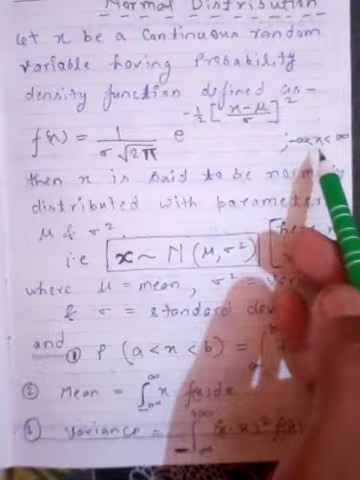 Normal Distribution
Let x be a Continuous random
variable having Probability
density function defined as-
f(x) = 1/(σ√2π) e^(-1/2[(x-μ)/σ]^2) ; -∞<x<∞
then x is said to be normally
distributed with parameter
μ & σ²
i.e x ~ N(μ,σ²)
where μ = mean, σ² =
& σ = standard
and ① P (a<x<b) = ∫
② Mean = ∫_{-∞}^{∞} x f(x) dx
③ Variance = ∫_{-∞}^{+∞}